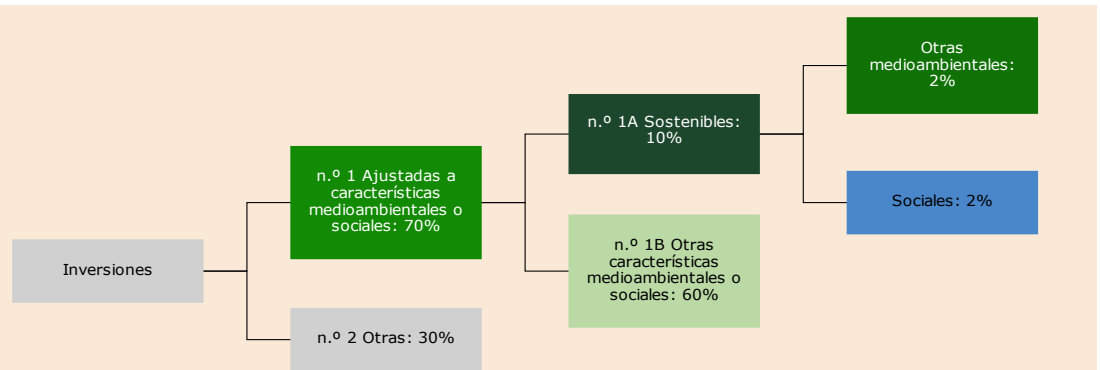 Inversiones
n.º 1 Ajustadas a
características
medioambientales o
sociales: 70%
n.º 2 Otras: 30%
n.º 1A Sostenibles:
10%
n.º 1B Otras
características
medioambientales o
sociales: 60%
Otras
medioambientales:
2%
Sociales: 2%